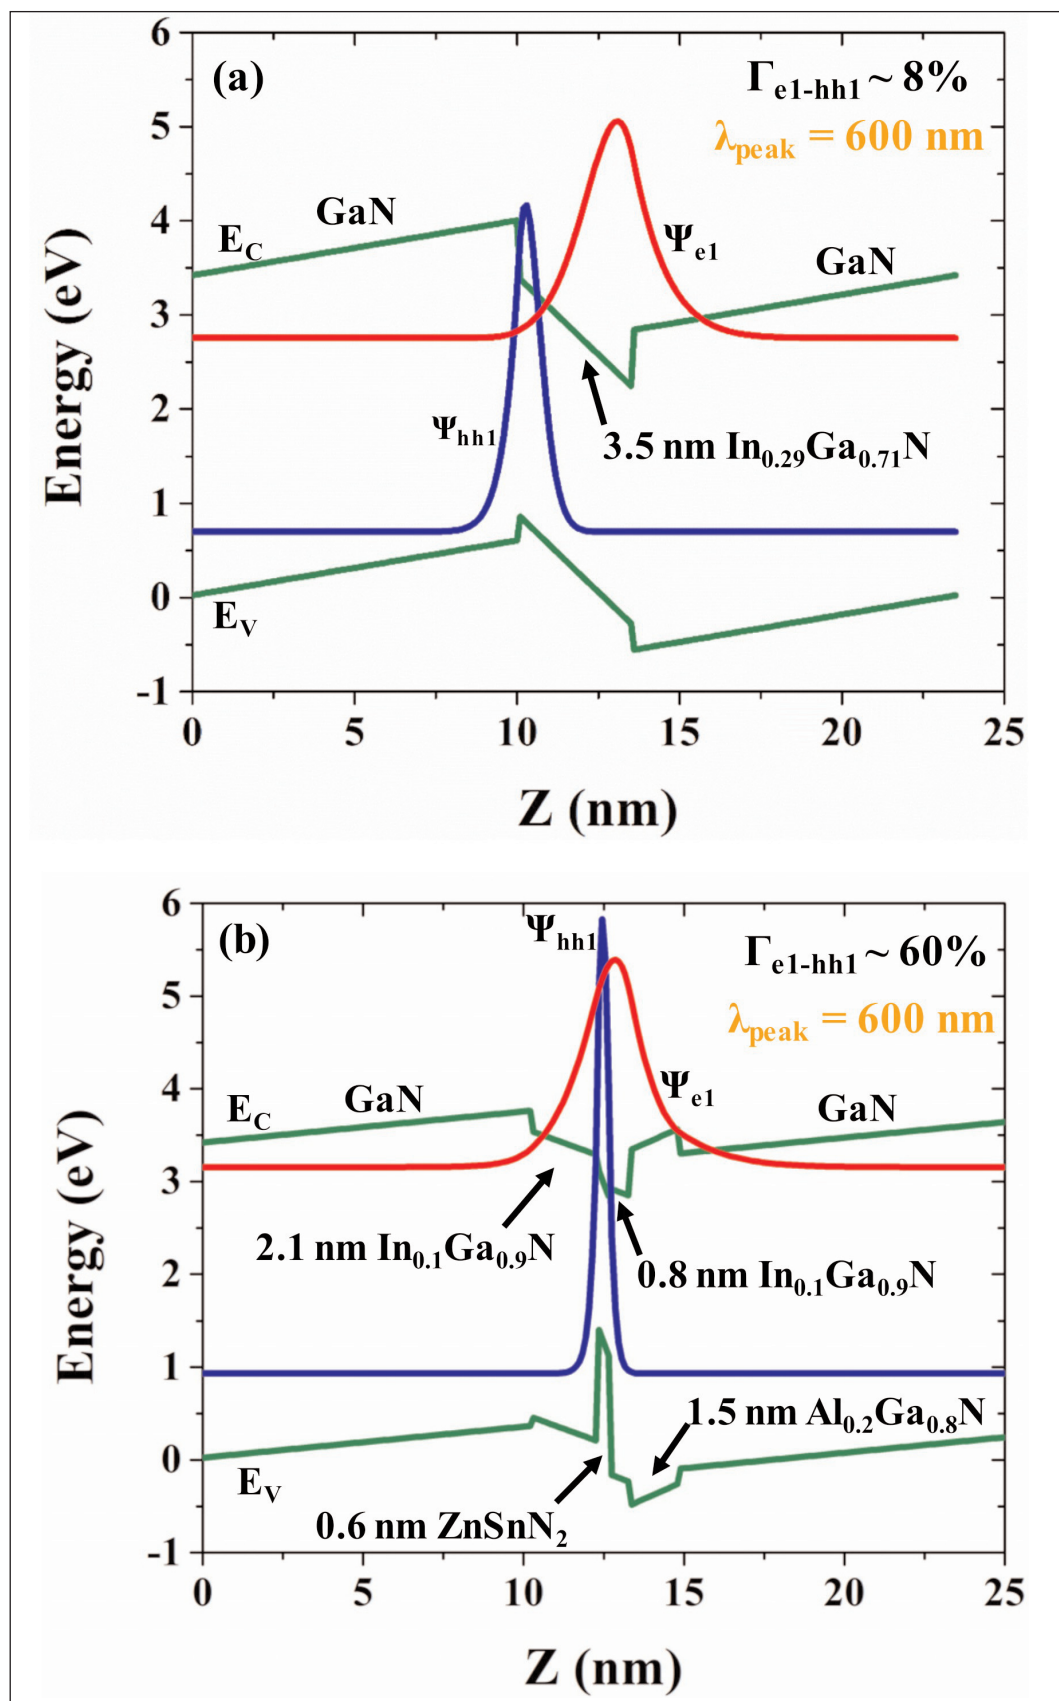 (a)
Γe1-hh1 ~ 8%
λpeak = 600 nm
6
5
4
3
2
1
0
-1
Energy (eV)
GaN
EC
Ψe1
GaN
Ψhh1
3.5 nm In0.29Ga0.71N
EV
0 5 10 15 20 25
Z (nm)
(b)
Ψhh1
Γe1-hh1 ~ 60%
λpeak = 600 nm
6
5
4
3
2
1
0
-1
Energy (eV)
EC
GaN
Ψe1
GaN
2.1 nm In0.1Ga0.9N
0.8 nm In0.1Ga0.9N
1.5 nm Al0.2Ga0.8N
EV
0.6 nm ZnSnN2
0 5 10 15 20 25
Z (nm)